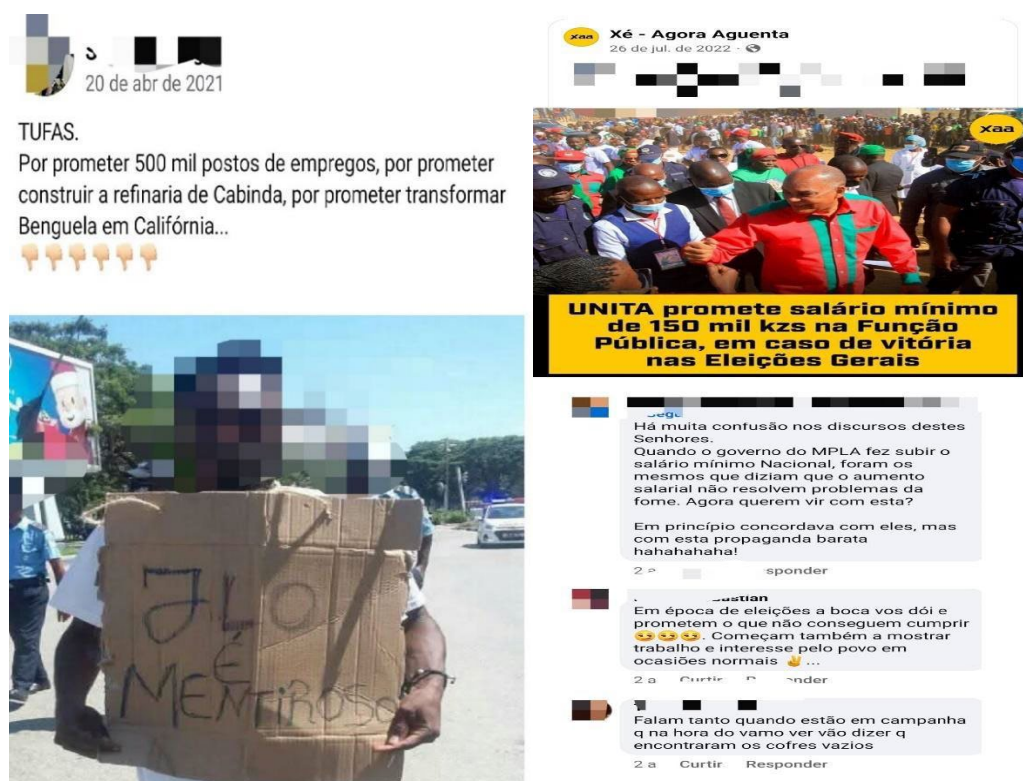 20 de abr de 2021
TUFAS.
Por prometer 500 mil postos de empregos, por prometer
construir a refinaria de Cabinda, por prometer transformar
Benguela em Califórnia...
JLO
É
MENTIROSO
xaa
Xé - Agora Aguenta
26 de jul. de 2022 ·
xaa
UNITA promete salário mínimo
de 150 mil kzs na Função
Pública, em caso de vitória
nas Eleições Gerais
Há muita confusão nos discursos destes
Senhores.
Quando o governo do MPLA fez subir o
salário mínimo Nacional, foram os
mesmos que diziam que o aumento
salarial não resolvem problemas da
fome. Agora querem vir com esta?
Em princípio concordava com eles, mas
com esta propaganda barata
hahahahaha!
Em época de eleições a boca vos dói e
prometem o que não conseguem cumprir
😏😏😏. Começam também a mostrar
trabalho e interesse pelo povo em
ocasiões normais ✌️...
2 a Curtir
Falam tanto quando estão em campanha
q na hora do vamo ver vão dizer q
encontraram os cofres vazios
2 a Curtir Responder